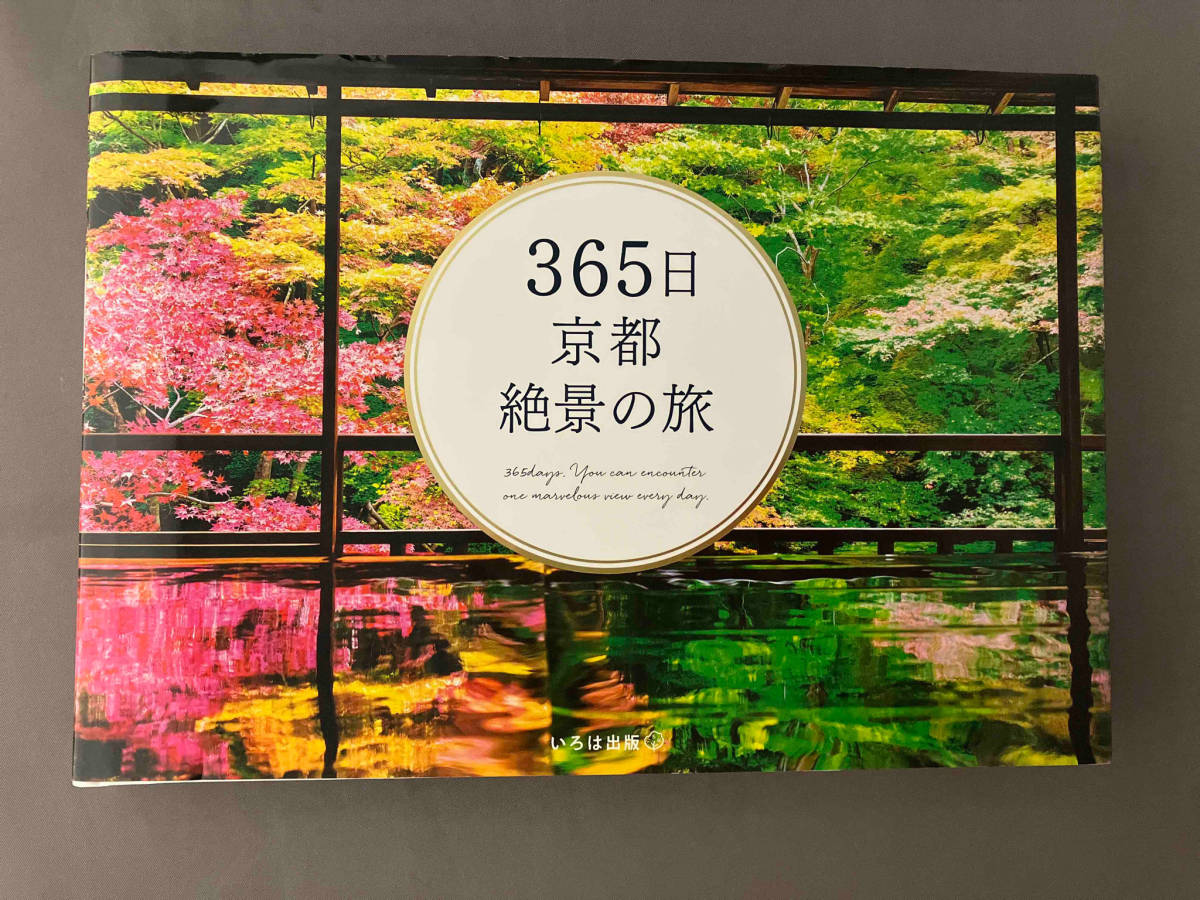 365日
京都
絶景の旅
365days. You can encounter
one marvelous view every day.
いろは出版